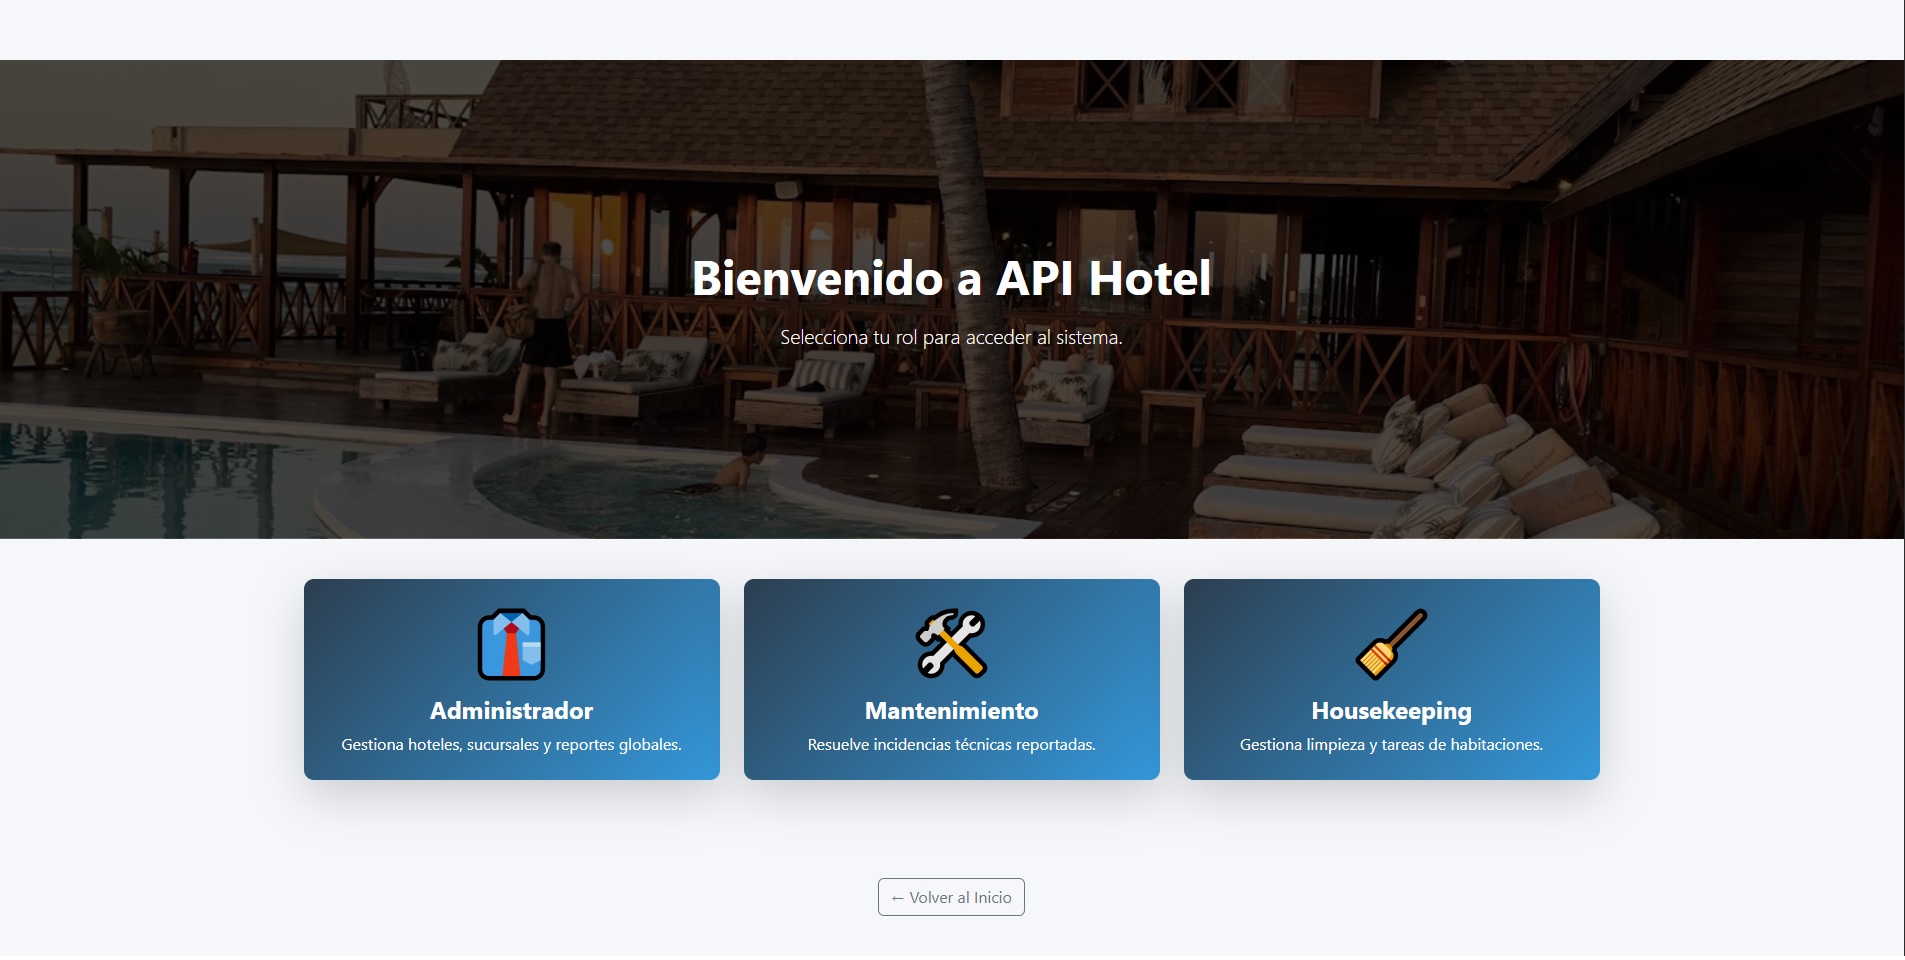 Bienvenido a API Hotel
Selecciona tu rol para acceder al sistema.
Administrador
Gestiona hoteles, sucursales y reportes globales.
Mantenimiento
Resuelve incidencias técnicas reportadas.
Housekeeping
Gestiona limpieza y tareas de habitaciones.
← Volver al Inicio